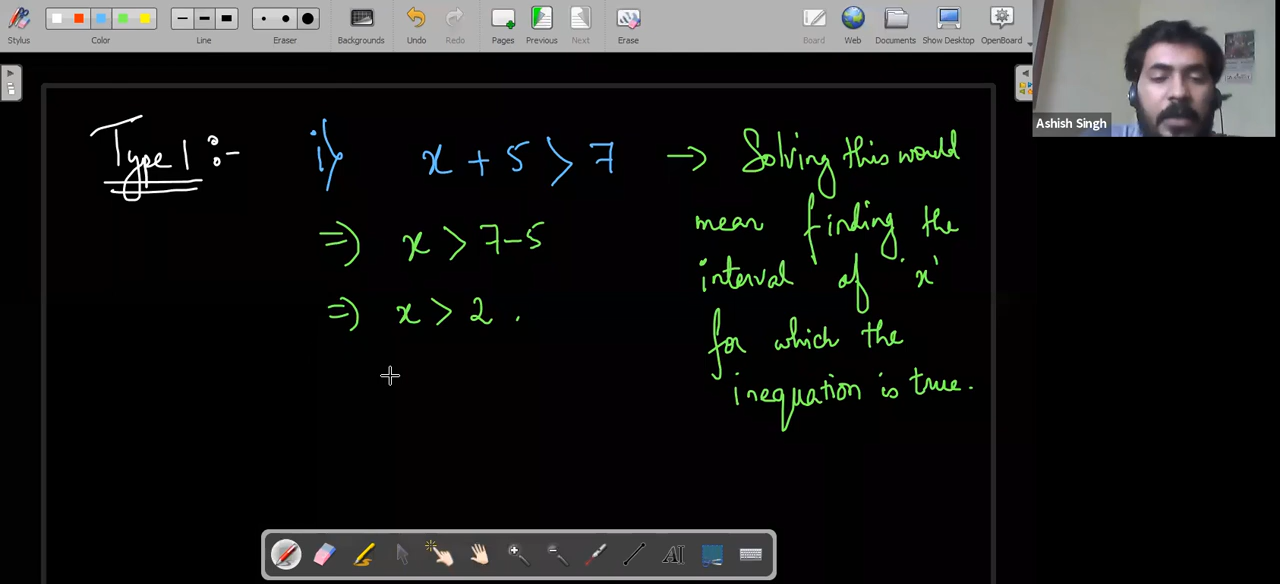 Stylus Color Line Eraser Backgrounds Undo Redo Pages Previous Next Erase Board Web Documents Show Desktop OpenBoard
Ashish Singh
Type 1 :-
i) x + 5 > 7 → Solving this would
mean finding the
interval of 'x'
for which the
inequation is true.
⇒ x > 7-5
⇒ x > 2 .
AI